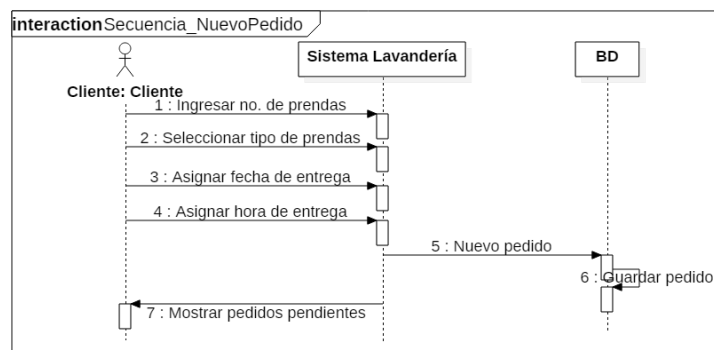 interaction Secuencia_NuevoPedido
Sistema Lavandería
BD
Cliente: Cliente
1 : Ingresar no. de prendas
2 : Seleccionar tipo de prendas
3 : Asignar fecha de entrega
4 : Asignar hora de entrega
5 : Nuevo pedido
6 : Guardar pedido
7 : Mostrar pedidos pendientes